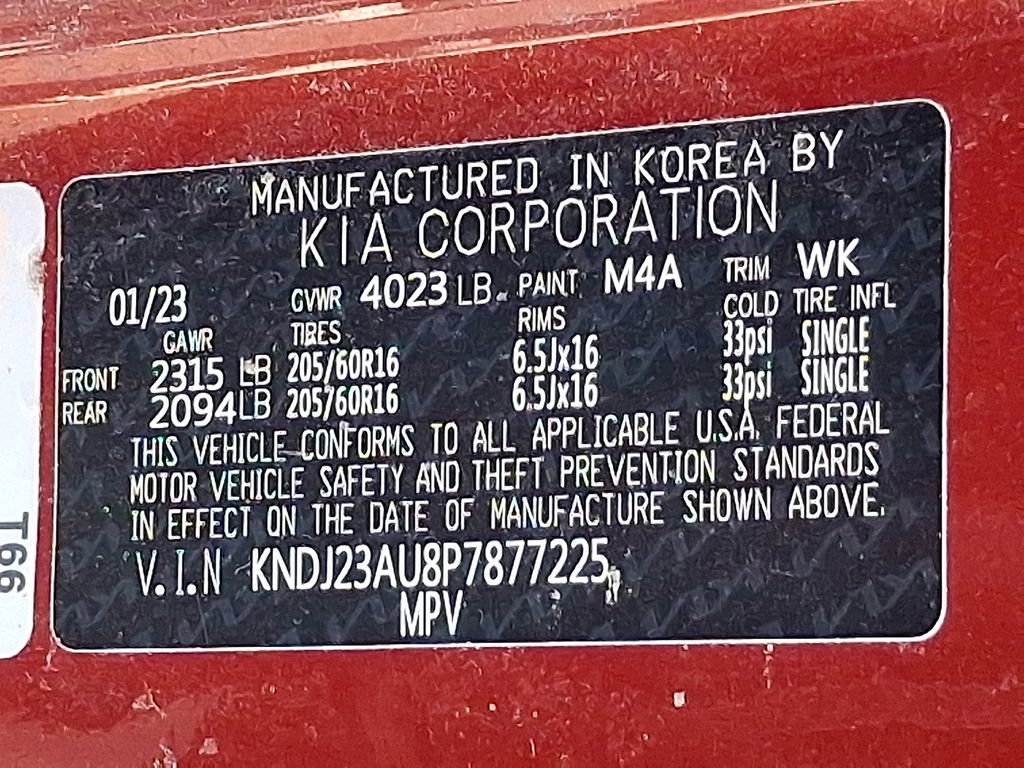 MANUFACTURED IN KOREA BY
KIA CORPORATION
01/23 GVWR 4023 LB. PAINT M4A TRIM WK
GAWR TIRES RIMS COLD TIRE INFL
FRONT 2315 LB 205/60R16 6.5Jx16 33psi SINGLE
REAR 2094LB 205/60R16 6.5Jx16 33psi SINGLE
THIS VEHICLE CONFORMS TO ALL APPLICABLE U.S.A. FEDERAL
MOTOR VEHICLE SAFETY AND THEFT PREVENTION STANDARDS
IN EFFECT ON THE DATE OF MANUFACTURE SHOWN ABOVE.
V.I.N KNDJ23AU8P7877225
MPV